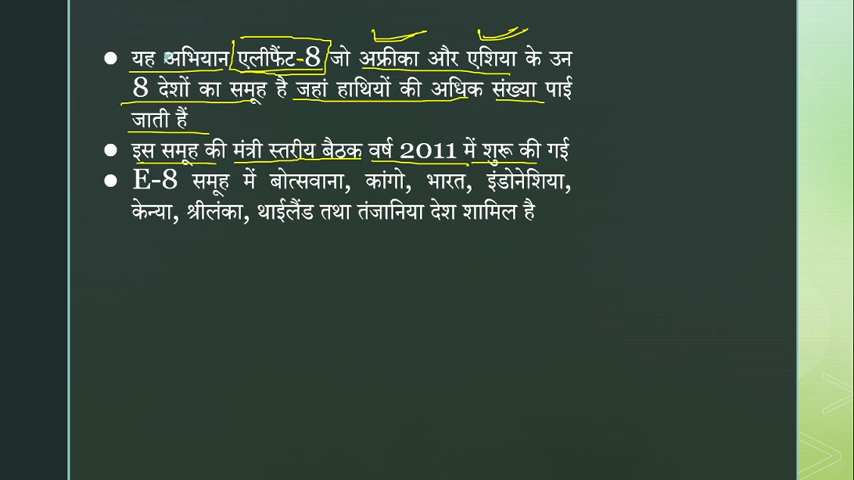 ● यह अभियान एलीफैंट-8 जो अफ्रीका और एशिया के उन
8 देशों का समूह है जहां हाथियों की अधिक संख्या पाई
जाती हैं
● इस समूह की मंत्री स्तरीय बैठक वर्ष 2011 में शुरू की गई
● E-8 समूह में बोत्सवाना, कांगो, भारत, इंडोनेशिया,
केन्या, श्रीलंका, थाईलैंड तथा तंजानिया देश शामिल है